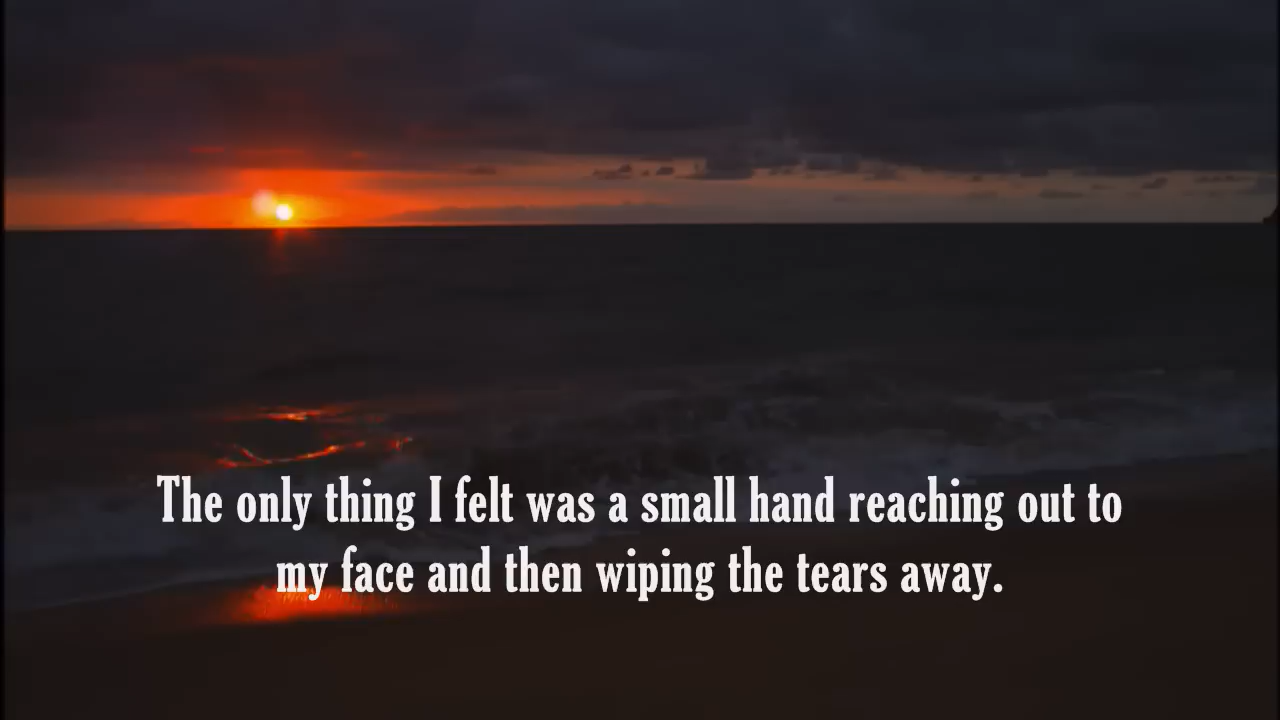 The only thing I felt was a small hand reaching out to
my face and then wiping the tears away.